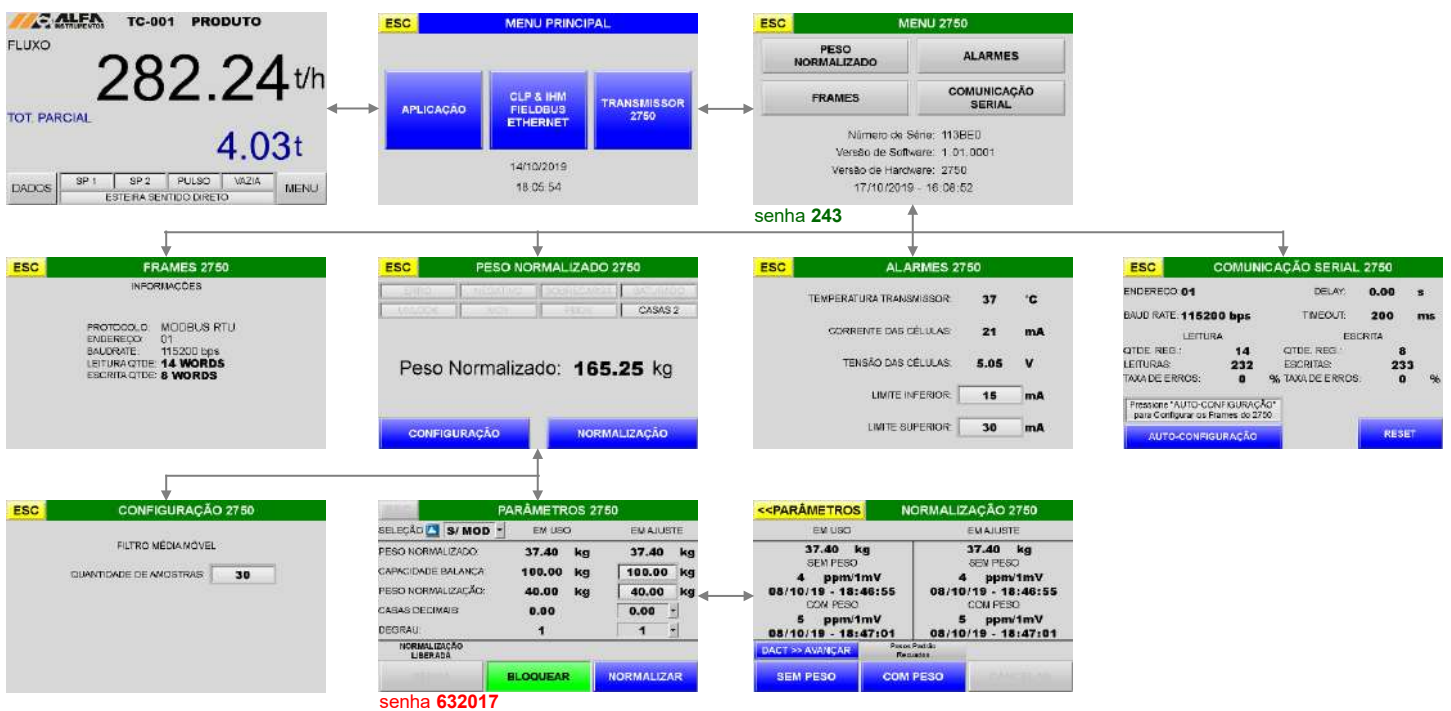 ALFA
INSTRUMENTOS
TC-001 PRODUTO
FLUXO
282.24 t/h
TOT. PARCIAL
4.03t
DADOS
SP 1
SP 2
PULSO
VAZIA
MENU
ESTEIRA SENTIDO DIRETO
ESC
MENU PRINCIPAL
APLICAÇÃO
CLP & IHM
FIELDBUS
ETHERNET
TRANSMISSOR
2750
14/10/2019
18:05:54
ESC
MENU 2750
PESO
NORMALIZADO
ALARMES
FRAMES
COMUNICAÇÃO
SERIAL
Número de Série: 113BE0
Versão de Software: 1.01.0001
Versão de Hardware: 2750
17/10/2019 - 16:08:52
senha 243
ESC
FRAMES 2750
INFORMAÇÕES
PROTOCOLO: MODBUS RTU
ENDEREÇO: 01
BAUDRATE: 115200 bps
LEITURA QTDE: 14 WORDS
ESCRITA QTDE: 8 WORDS
ESC
PESO NORMALIZADO 2750
ERRO
NEGATIVO
SOBRECARGA
SATURADO
CASAS 2
Peso Normalizado: 165.25 kg
CONFIGURAÇÃO
NORMALIZAÇÃO
ESC
ALARMES 2750
TEMPERATURA TRANSMISSOR: 37 °C
CORRENTE DAS CÉLULAS: 21 mA
TENSÃO DAS CÉLULAS: 5.05 V
LIMITE INFERIOR: 15 mA
LIMITE SUPERIOR: 30 mA
ESC
COMUNICAÇÃO SERIAL 2750
ENDEREÇO: 01 DELAY: 0.00 s
BAUD RATE: 115200 bps TIMEOUT: 200 ms
LEITURA ESCRITA
QTDE. REG.: 14 QTDE. REG.: 8
LEITURAS: 232 ESCRITAS: 233
TAXA DE ERROS: 0 % TAXA DE ERROS: 0 %
Pressione "AUTO-CONFIGURAÇÃO"
para Configurar os Frames do 2750
AUTO-CONFIGURAÇÃO
RESET
ESC
CONFIGURAÇÃO 2750
FILTRO MÉDIA MÓVEL
QUANTIDADE DE AMOSTRAS: 30
PARÂMETROS 2750
SELEÇÃO S/ MOD EM USO EM AJUSTE
PESO NORMALIZADO: 37.40 kg 37.40 kg
CAPACIDADE BALANÇA: 100.00 kg 100.00 kg
PESO NORMALIZAÇÃO: 40.00 kg 40.00 kg
CASAS DECIMAIS: 0.00 0.00
DEGRAU: 1 1
NORMALIZAÇÃO
LIBERADA
BLOQUEAR
NORMALIZAR
senha 632017
<<PARÂMETROS
NORMALIZAÇÃO 2750
EM USO EM AJUSTE
37.40 kg 37.40 kg
SEM PESO SEM PESO
4 ppm/1mV 4 ppm/1mV
08/10/19 - 18:46:55 08/10/19 - 18:46:55
COM PESO COM PESO
5 ppm/1mV 5 ppm/1mV
08/10/19 - 18:47:01 08/10/19 - 18:47:01
DACT >> AVANÇAR
Pesos Padrão
Recuados
SEM PESO
COM PESO
CANCELAR